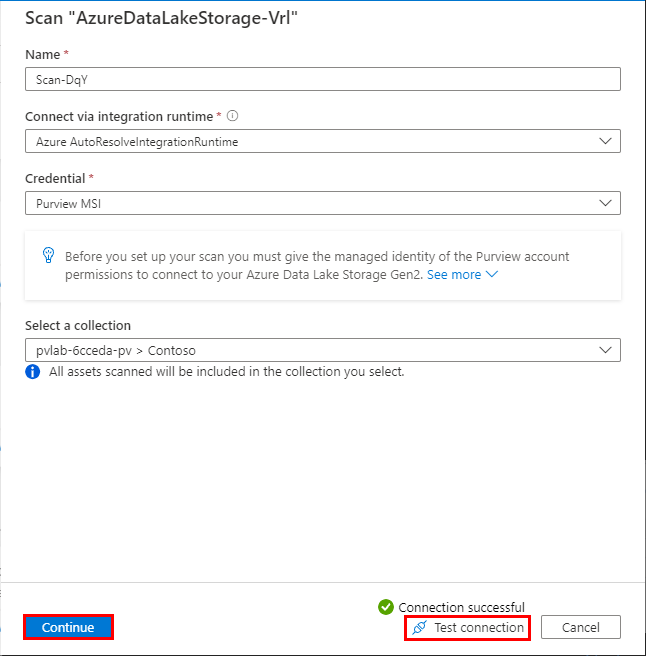 Scan "AzureDataLakeStorage-Vrl"
Name *
Scan-DqY
Connect via integration runtime *
Azure AutoResolveIntegrationRuntime
Credential *
Purview MSI
Before you set up your scan you must give the managed identity of the Purview account
permissions to connect to your Azure Data Lake Storage Gen2. See more
Select a collection
pvlab-6cceda-pv > Contoso
All assets scanned will be included in the collection you select.
Connection successful
Continue
Test connection
Cancel